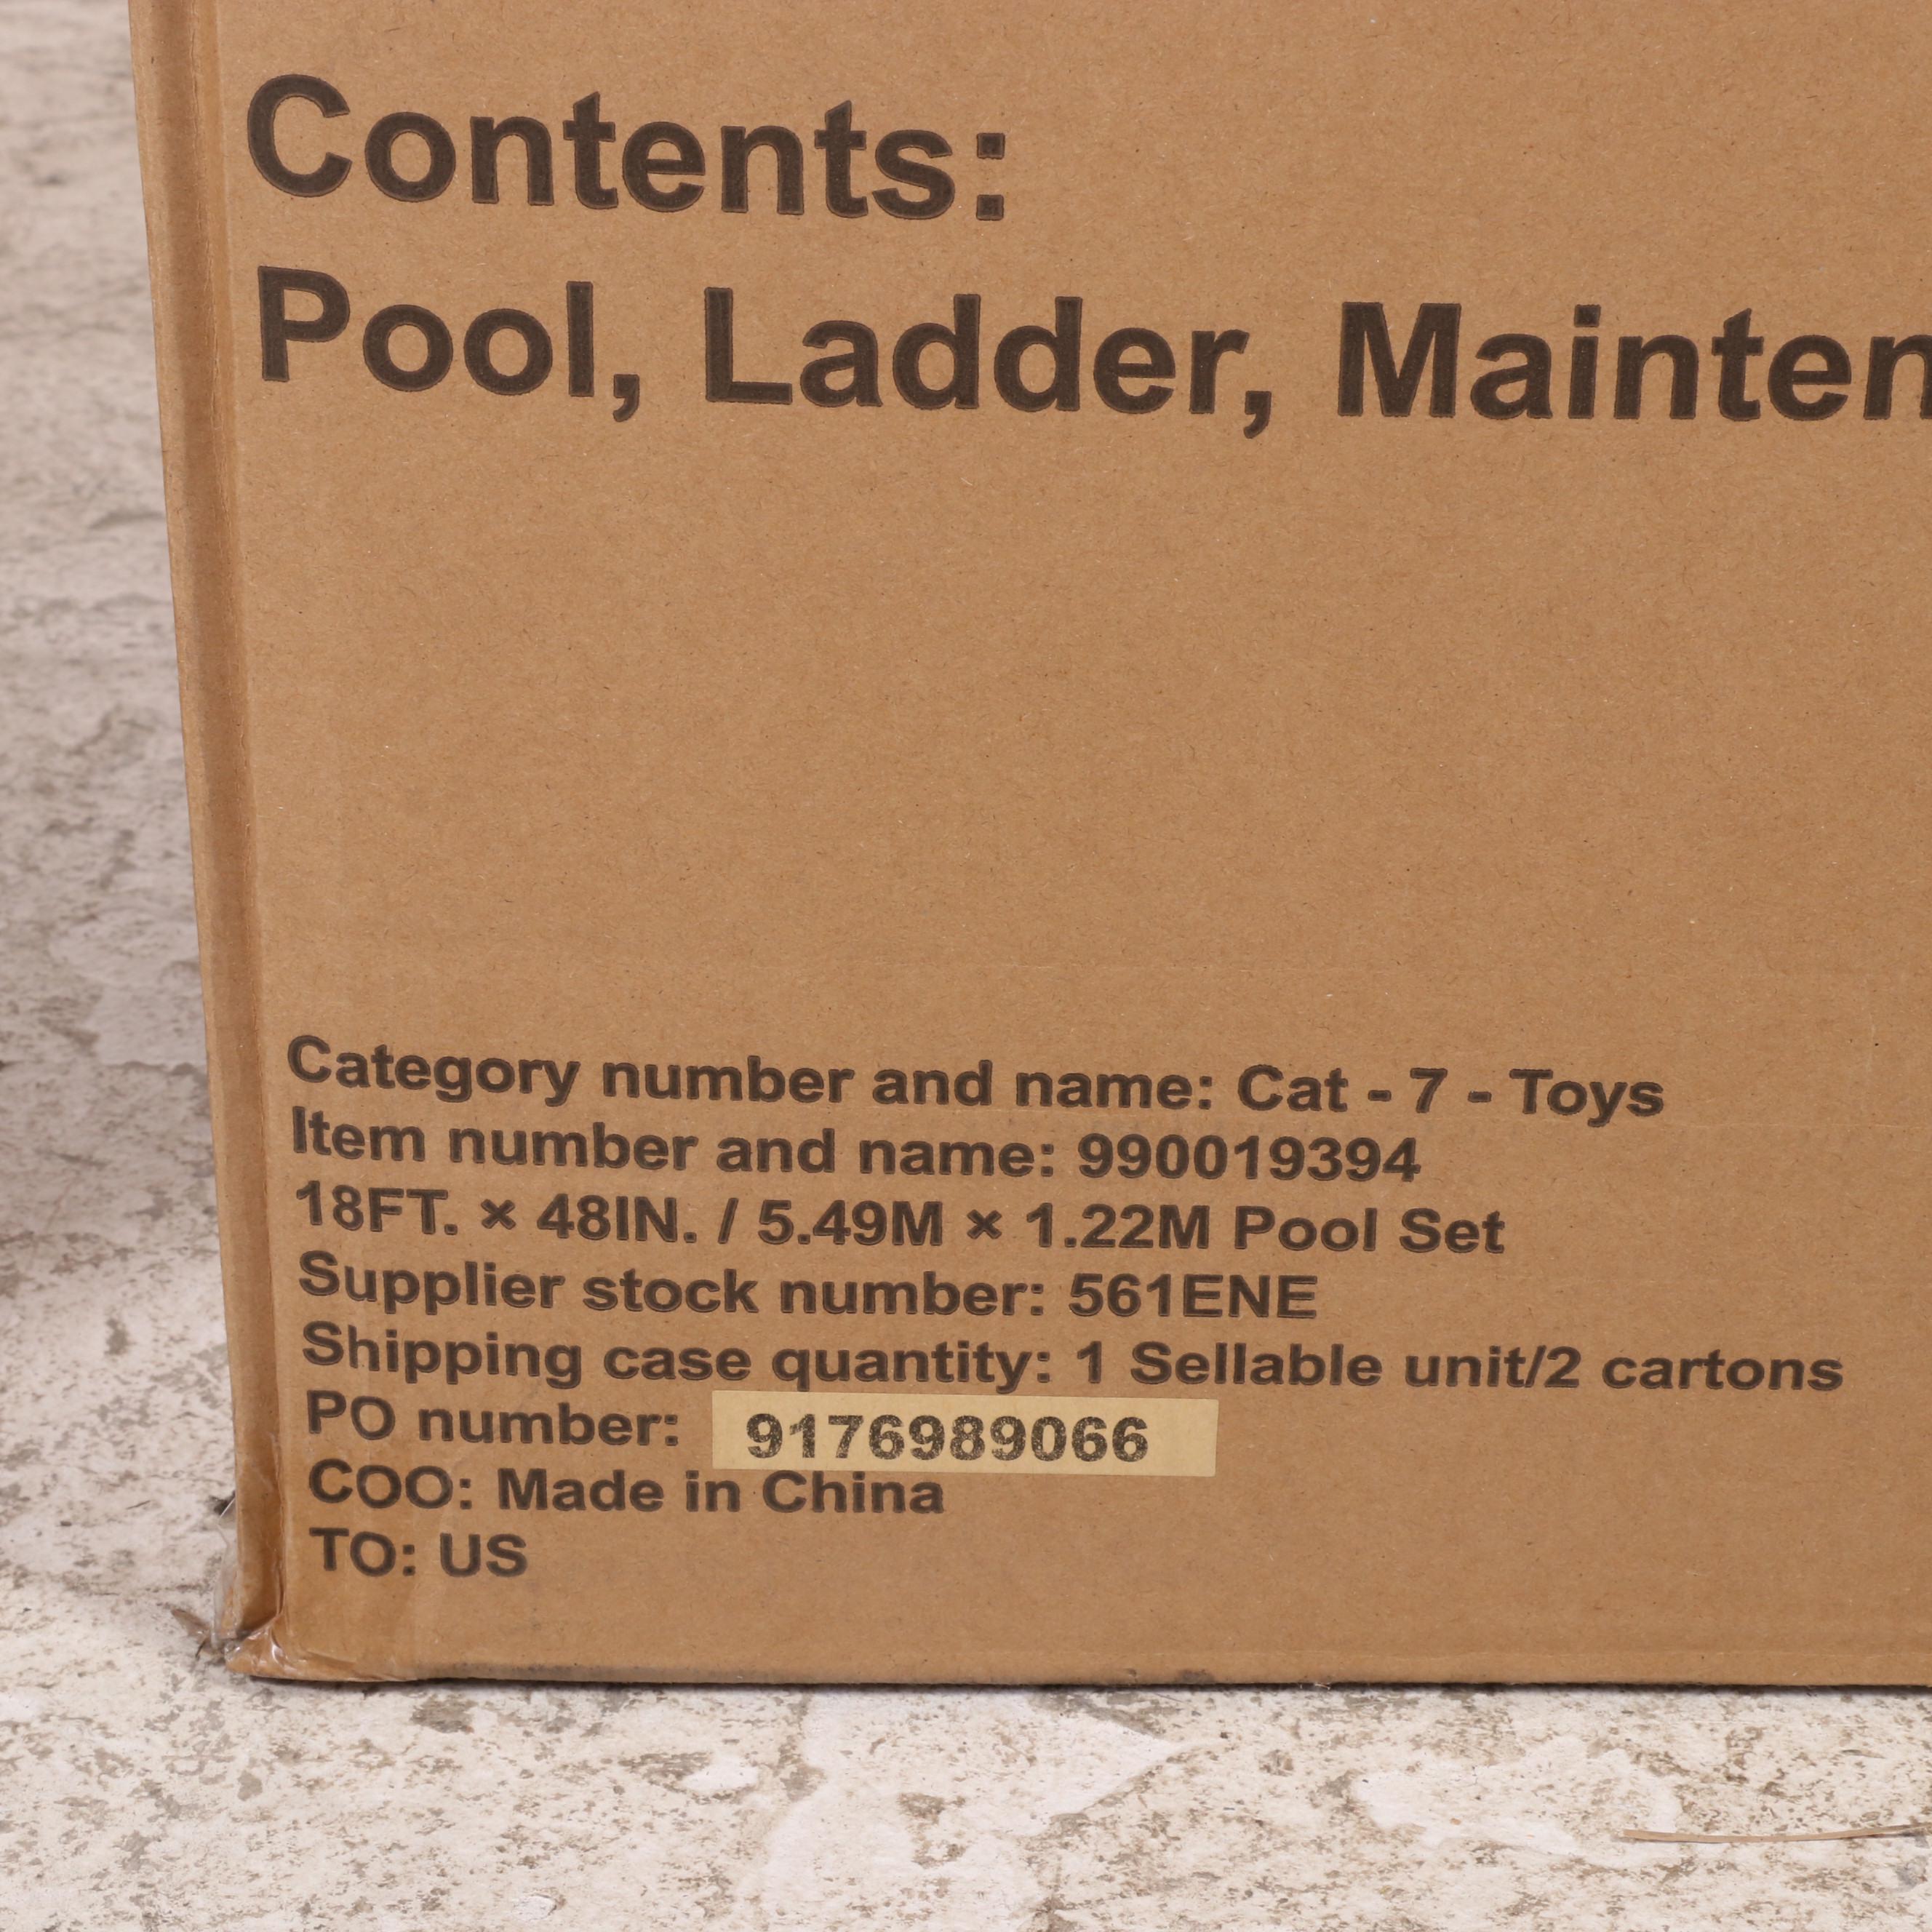 Contents:
Pool, Ladder, Mainten
Category number and name: Cat - 7 - Toys
Item number and name: 990019394
18FT. × 48IN. / 5.49M × 1.22M Pool Set
Supplier stock number: 561ENE
Shipping case quantity: 1 Sellable unit/2 cartons
PO number: 9176989066
COO: Made in China
TO: US